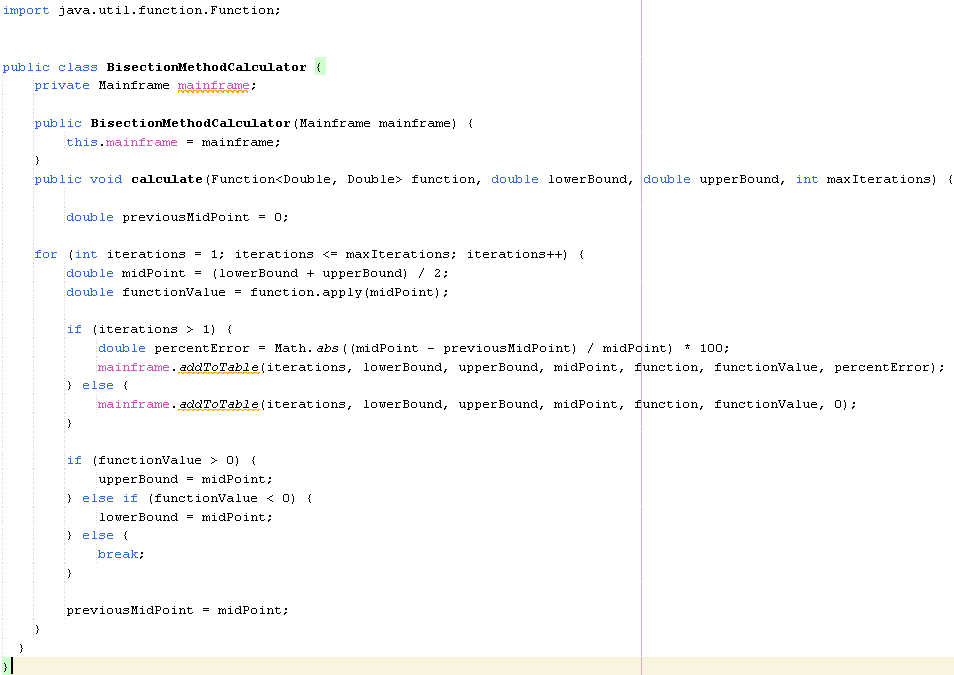 import java.util.function.Function;
public class BisectionMethodCalculator {
    private Mainframe mainframe;
    public BisectionMethodCalculator(Mainframe mainframe) {
        this.mainframe = mainframe;
    }
    public void calculate(Function<Double, Double> function, double lowerBound, double upperBound, int maxIterations) {
        double previousMidPoint = 0;
    for (int iterations = 1; iterations <= maxIterations; iterations++) {
        double midPoint = (lowerBound + upperBound) / 2;
        double functionValue = function.apply(midPoint);
        if (iterations > 1) {
            double percentError = Math.abs((midPoint - previousMidPoint) / midPoint) * 100;
            mainframe.addToTable(iterations, lowerBound, upperBound, midPoint, function, functionValue, percentError);
        } else {
            mainframe.addToTable(iterations, lowerBound, upperBound, midPoint, function, functionValue, 0);
        }
        if (functionValue > 0) {
            upperBound = midPoint;
        } else if (functionValue < 0) {
            lowerBound = midPoint;
        } else {
            break;
        }
        previousMidPoint = midPoint;
    }
  }
}